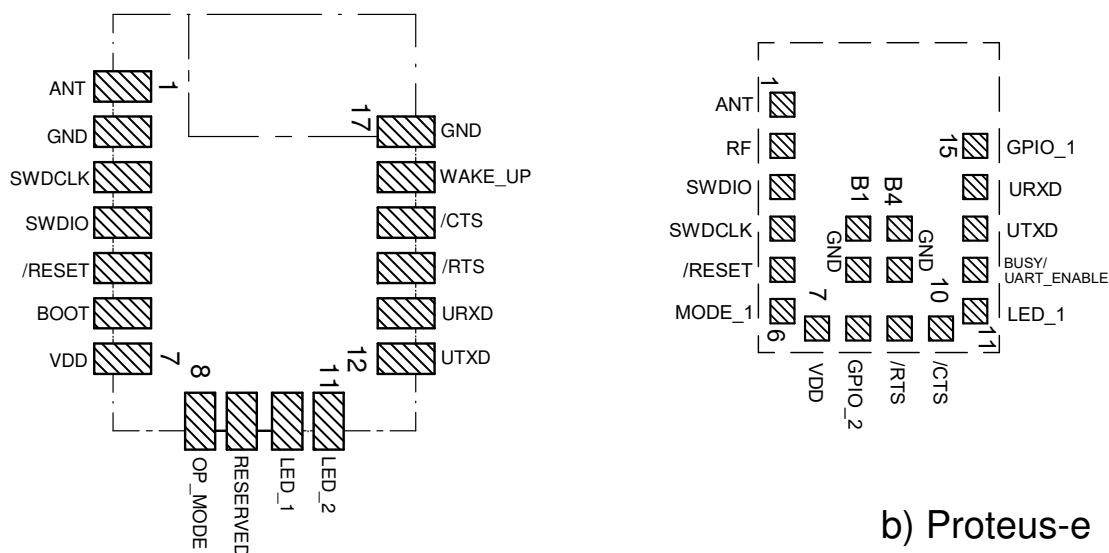 ANT
1
GND
SWDCLK
SWDIO
/RESET
BOOT
VDD
7
8
11
12
17
GND
WAKE_UP
/CTS
/RTS
URXD
UTXD
OP_MODE
RESERVED
LED_1
LED_2
1
ANT
RF
SWDIO
SWDCLK
/RESET
MODE_1
6
7
B1
B4
GND
GND
10
11
15
GPIO_1
URXD
UTXD
BUSY/
UART_ENABLE
LED_1
VDD
GPIO_2
/RTS
/CTS
b) Proteus-e